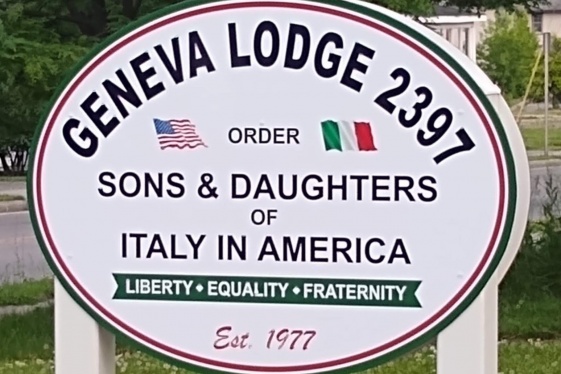 GENEVA LODGE 2397
ORDER
SONS & DAUGHTERS
OF
ITALY IN AMERICA
LIBERTY • EQUALITY • FRATERNITY
Est. 1977